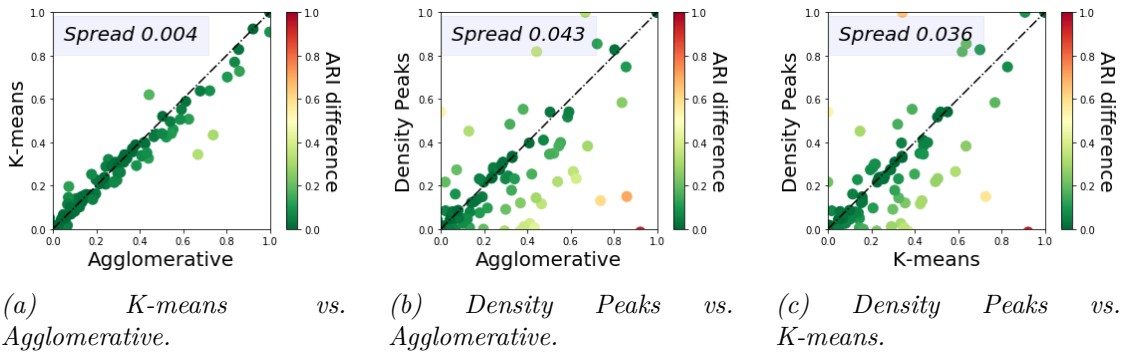 Spread 0.004
K-means
1.0
0.8
0.6
0.4
0.2
0.0
0.0 0.2 0.4 0.6 0.8 1.0
Agglomerative
1.0
0.8
0.6
0.4
0.2
0.0
ARI difference
(a) K-means vs.
Agglomerative.
Spread 0.043
Density Peaks
1.0
0.8
0.6
0.4
0.2
0.0
0.0 0.2 0.4 0.6 0.8 1.0
Agglomerative
1.0
0.8
0.6
0.4
0.2
0.0
ARI difference
(b) Density Peaks vs.
Agglomerative.
Spread 0.036
Density Peaks
1.0
0.8
0.6
0.4
0.2
0.0
0.0 0.2 0.4 0.6 0.8 1.0
K-means
1.0
0.8
0.6
0.4
0.2
0.0
ARI difference
(c) Density Peaks vs.
K-means.